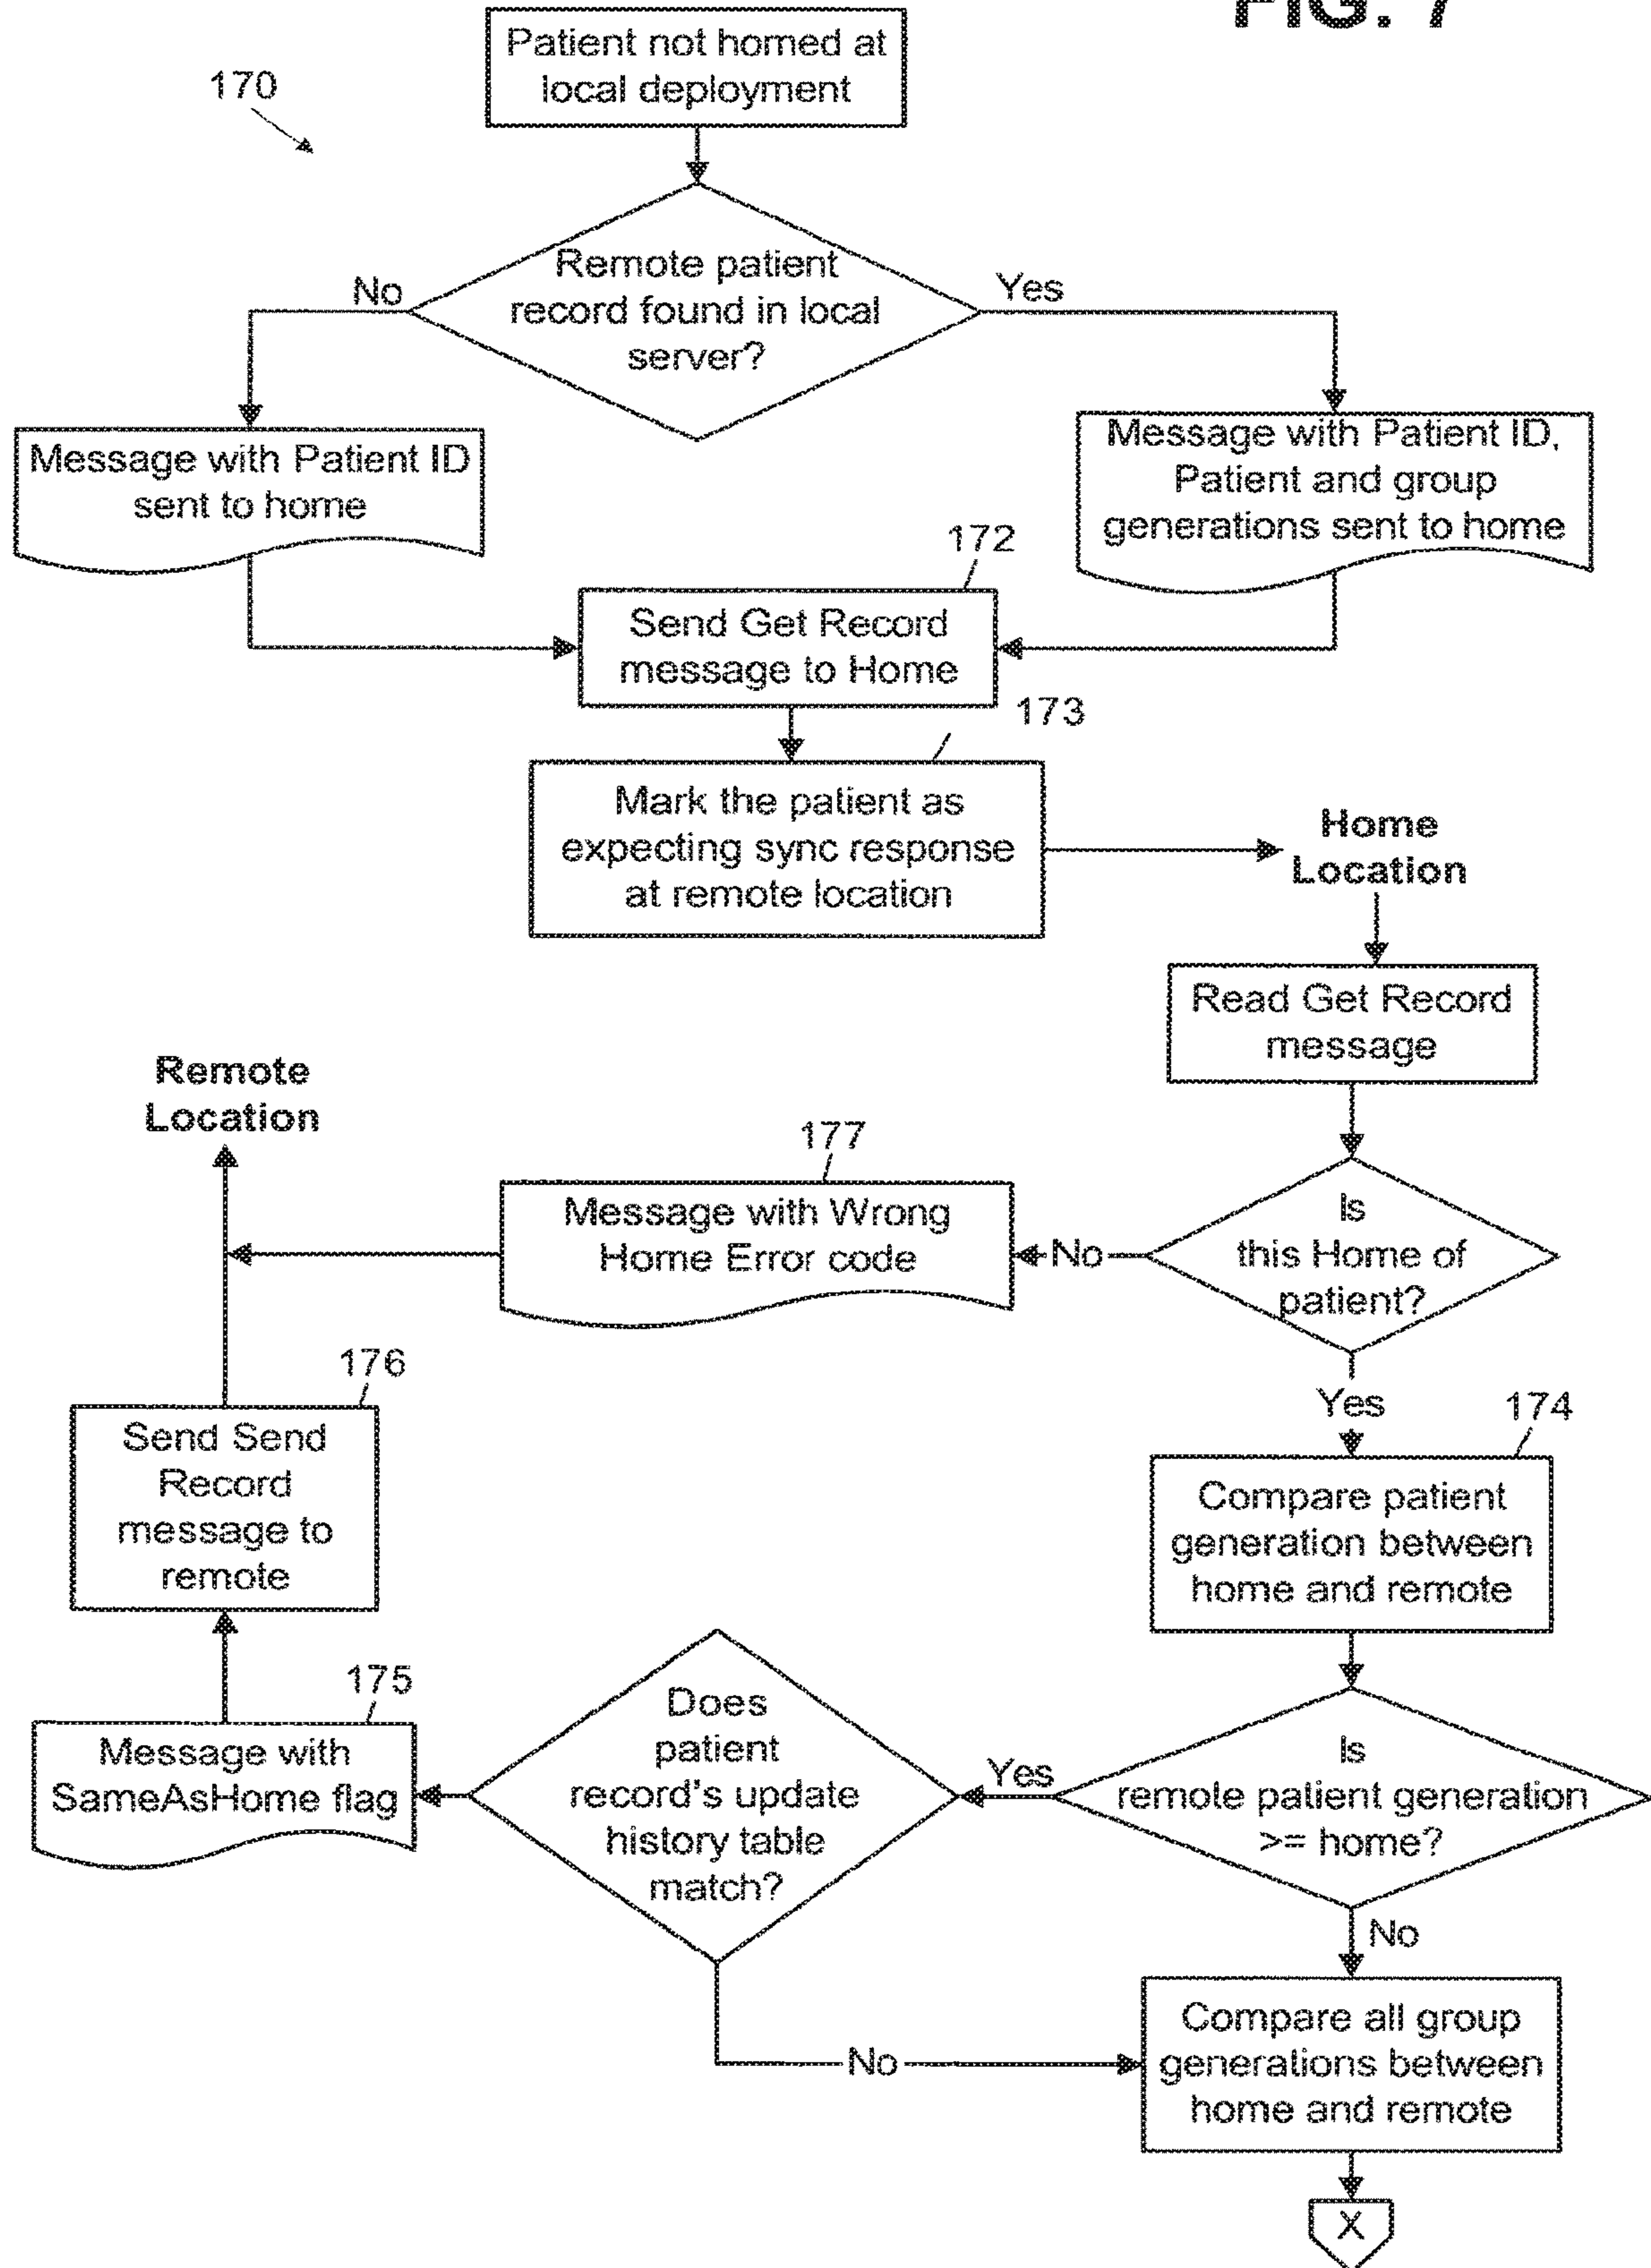 FIG. 7
170
Patient not homed at
local deployment
Remote patient
record found in local
server?
No
Yes
Message with Patient ID
sent to home
Message with Patient ID,
Patient and group
generations sent to home
172
Send Get Record
message to Home
173
Mark the patient as
expecting sync response
at remote location
Home
Location
Read Get Record
message
Remote
Location
177
Message with Wrong
Home Error code
No
Is
this Home of
patient?
Yes
176
Send Send
Record
message to
remote
174
Compare patient
generation between
home and remote
175
Message with
SameAsHome flag
Does
patient
record's update
history table
match?
Yes
Is
remote patient generation
>= home?
No
No
Compare all group
generations between
home and remote
X